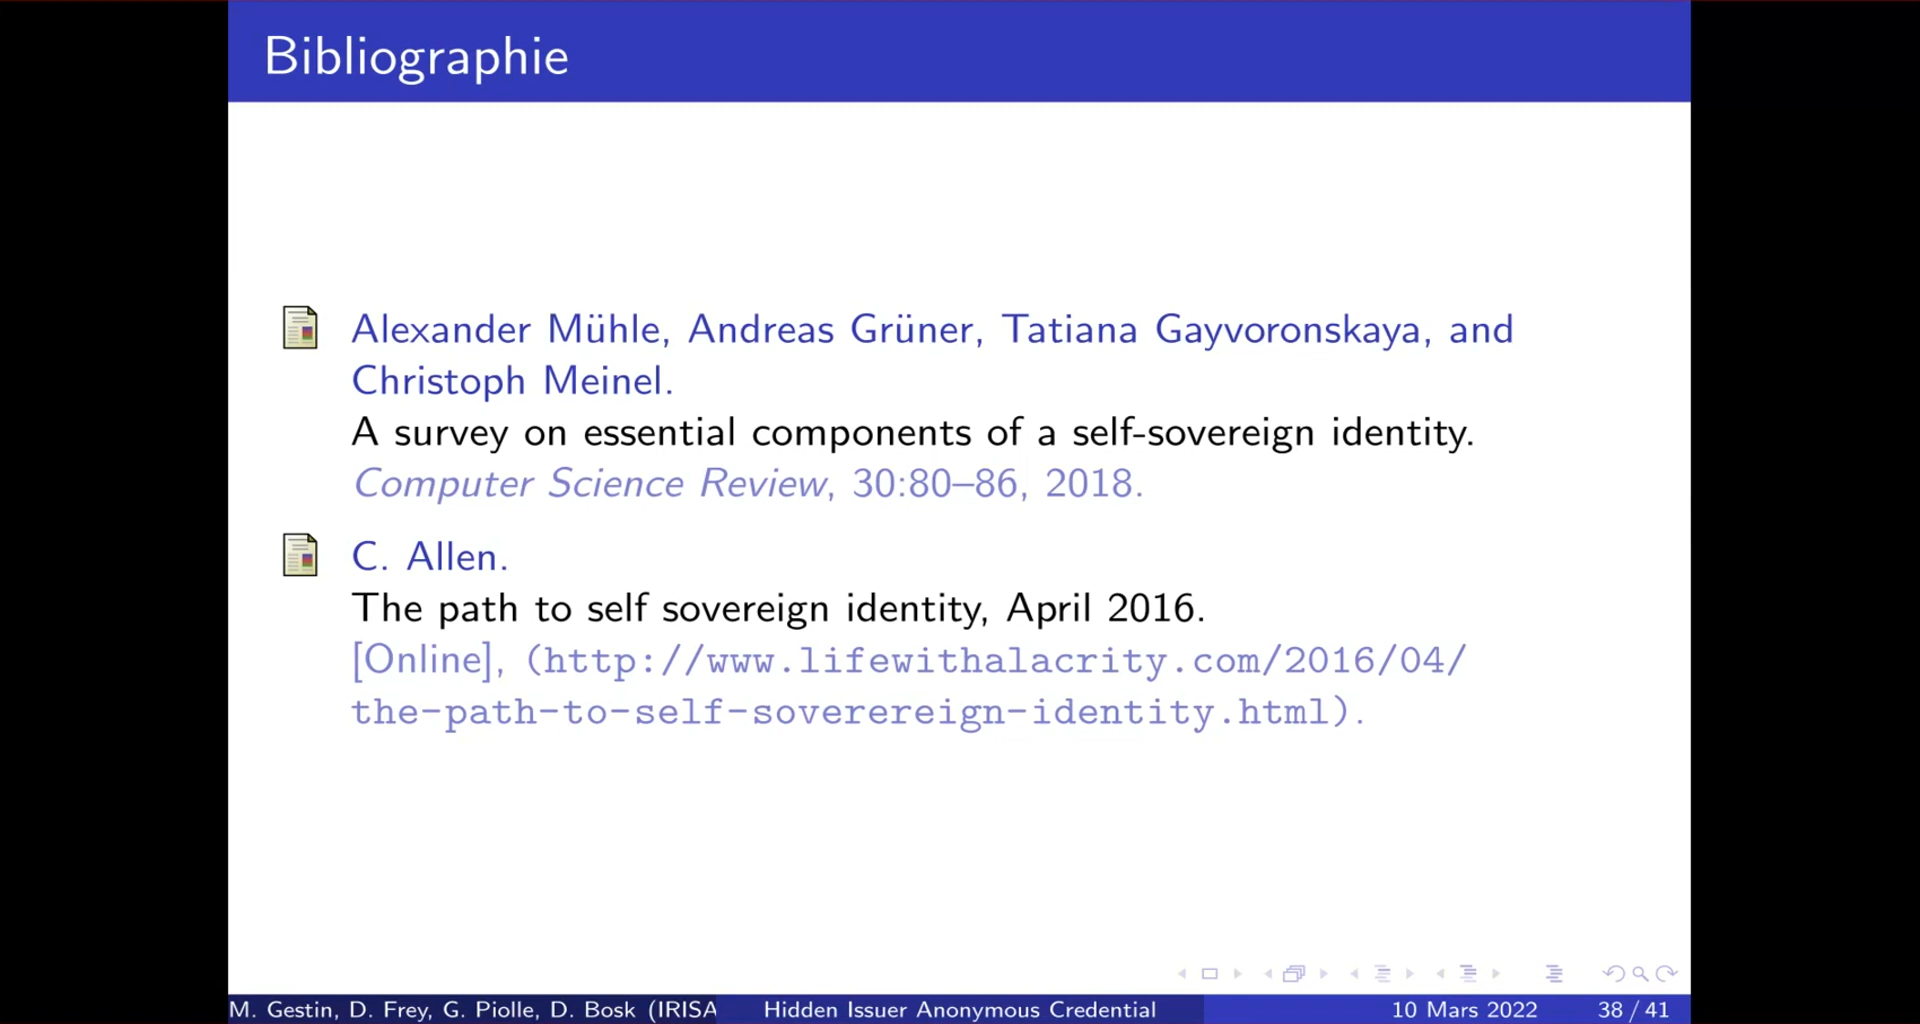 Bibliographie
Alexander Mühle, Andreas Grüner, Tatiana Gayvoronskaya, and
Christoph Meinel.
A survey on essential components of a self-sovereign identity.
Computer Science Review, 30:80–86, 2018.
C. Allen.
The path to self sovereign identity, April 2016.
[Online], (http://www.lifewithalacrity.com/2016/04/
the-path-to-self-soverereign-identity.html).
M. Gestin, D. Frey, G. Piolle, D. Bosk (IRISA
Hidden Issuer Anonymous Credential
10 Mars 2022
38 / 41